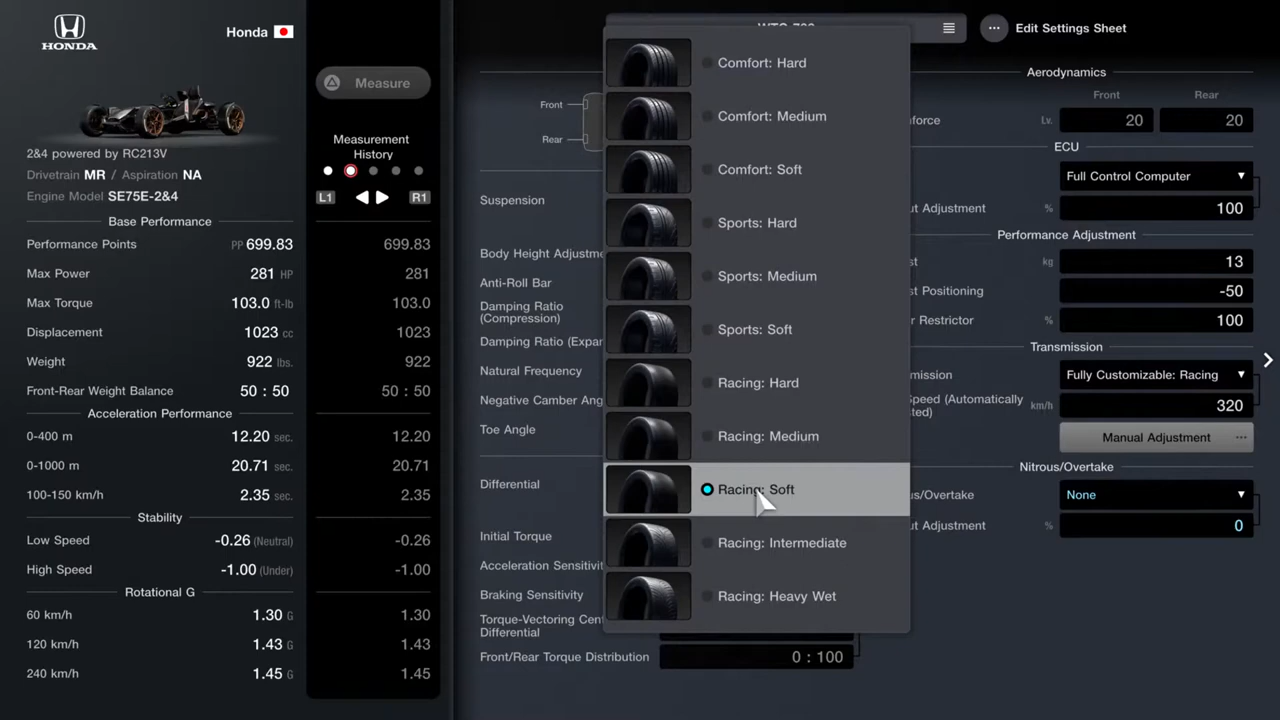 HONDA
Honda
2&4 powered by RC213V
Drivetrain MR / Aspiration NA
Engine Model SE75E-2&4
Base Performance
Performance Points PP 699.83
Max Power 281 HP
Max Torque 103.0 ft-lb
Displacement 1023 cc
Weight 922 lbs.
Front-Rear Weight Balance 50 : 50
Acceleration Performance
0-400 m 12.20 sec.
0-1000 m 20.71 sec.
100-150 km/h 2.35 sec.
Stability
Low Speed -0.26 (Neutral)
High Speed -1.00 (Under)
Rotational G
60 km/h 1.30 G
120 km/h 1.43 G
240 km/h 1.45 G
Measure
Measurement
History
L1 R1
699.83
281
103.0
1023
922
50 : 50
12.20
20.71
2.35
-0.26
-1.00
1.30
1.43
1.45
Front
Rear
Suspension
Body Height Adjustme
Anti-Roll Bar
Damping Ratio
(Compression)
Damping Ratio (Expan
Natural Frequency
Negative Camber Ang
Toe Angle
Differential
Initial Torque
Acceleration Sensitivit
Braking Sensitivity
Torque-Vectoring Cent
Differential
Front/Rear Torque Distribution 0 : 100
Comfort: Hard
Comfort: Medium
Comfort: Soft
Sports: Hard
Sports: Medium
Sports: Soft
Racing: Hard
Racing: Medium
Racing: Soft
Racing: Intermediate
Racing: Heavy Wet
Edit Settings Sheet
Aerodynamics
Front Rear
force Lv. 20 20
ECU
Full Control Computer
ut Adjustment % 100
Performance Adjustment
st kg 13
st Positioning -50
r Restrictor % 100
Transmission
mission Fully Customizable: Racing
Speed (Automatically
ted) km/h 320
Manual Adjustment
Nitrous/Overtake
us/Overtake None
ut Adjustment % 0